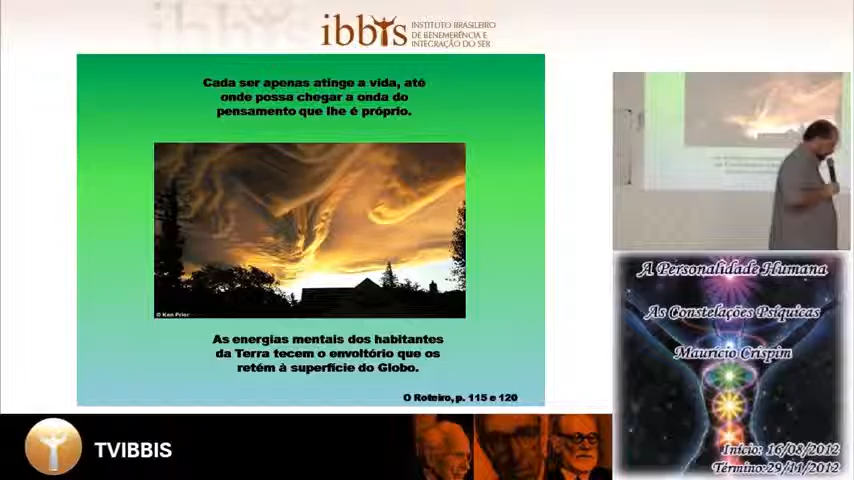 ibbis
INSTITUTO BRASILEIRO
DE BENEMERÊNCIA E
INTEGRAÇÃO DO SER
Cada ser apenas atinge a vida, até
onde possa chegar a onda do
pensamento que lhe é próprio.
© Ken Prior
As energias mentais dos habitantes
da Terra tecem o envoltório que os
retém à superfície do Globo.
O Roteiro, p. 115 e 120
A Personalidade Humana
As Constelações Psíquicas
Maurício Crispim
Início: 16/08/2012
Término:29/11/2012
TVIBBIS